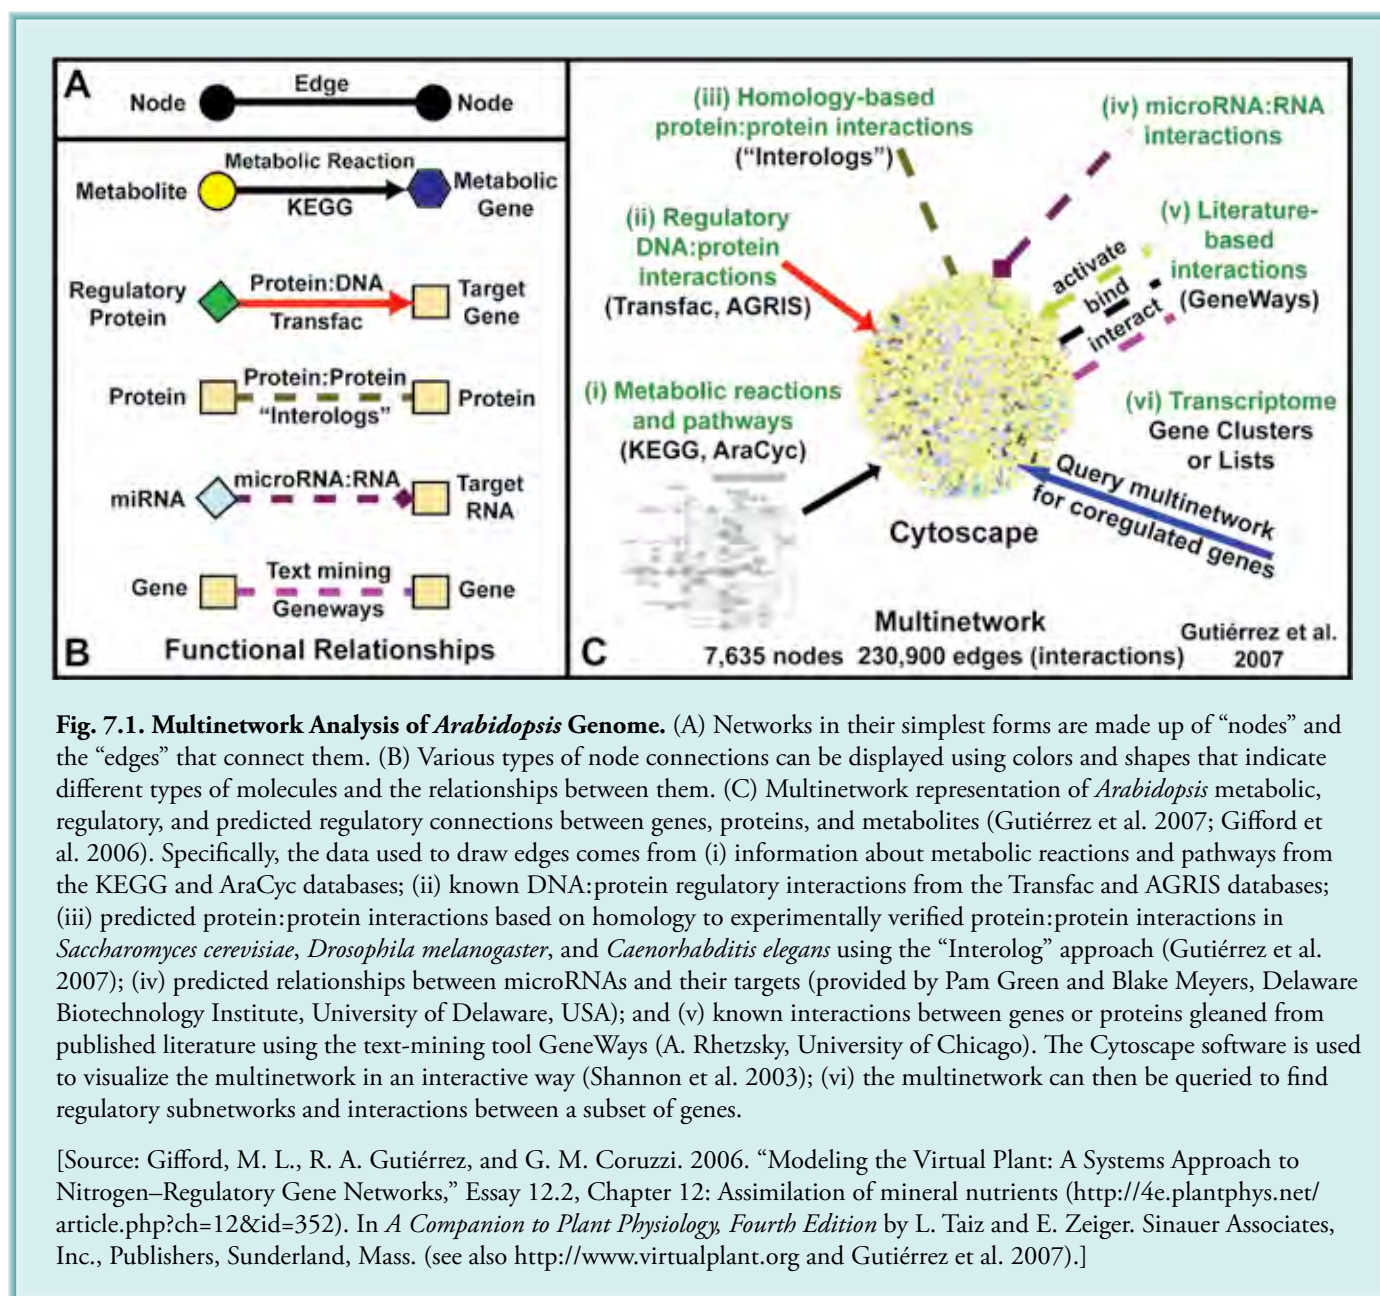 A
Node
Edge
Node
Metabolite
Metabolic Reaction
KEGG
Metabolic
Gene
Regulatory
Protein
Protein:DNA
Transfac
Target
Gene
Protein
Protein:Protein
“Interologs”
Protein
miRNA
microRNA:RNA
Target
RNA
Gene
Text mining
Geneways
Gene
B
Functional Relationships
(iii) Homology-based
protein:protein interactions
(“Interologs”)
(iv) microRNA:RNA
interactions
(ii) Regulatory
DNA:protein
interactions
(Transfac, AGRIS)
(v) Literature-
based
interactions
(GeneWays)
activate
bind
interact
(i) Metabolic reactions
and pathways
(KEGG, AraCyc)
(vi) Transcriptome
Gene Clusters
or Lists
Query multinetwork
for coregulated genes
Cytoscape
Multinetwork
C
7,635 nodes 230,900 edges (interactions)
Gutiérrez et al.
2007
Fig. 7.1. Multinetwork Analysis of Arabidopsis Genome. (A) Networks in their simplest forms are made up of “nodes” and
the “edges” that connect them. (B) Various types of node connections can be displayed using colors and shapes that indicate
different types of molecules and the relationships between them. (C) Multinetwork representation of Arabidopsis metabolic,
regulatory, and predicted regulatory connections between genes, proteins, and metabolites (Gutiérrez et al. 2007; Gifford et
al. 2006). Specifically, the data used to draw edges comes from (i) information about metabolic reactions and pathways from
the KEGG and AraCyc databases; (ii) known DNA:protein regulatory interactions from the Transfac and AGRIS databases;
(iii) predicted protein:protein interactions based on homology to experimentally verified protein:protein interactions in
Saccharomyces cerevisiae, Drosophila melanogaster, and Caenorhabditis elegans using the “Interolog” approach (Gutiérrez et al.
2007); (iv) predicted relationships between microRNAs and their targets (provided by Pam Green and Blake Meyers, Delaware
Biotechnology Institute, University of Delaware, USA); and (v) known interactions between genes or proteins gleaned from
published literature using the text-mining tool GeneWays (A. Rhetzsky, University of Chicago). The Cytoscape software is used
to visualize the multinetwork in an interactive way (Shannon et al. 2003); (vi) the multinetwork can then be queried to find
regulatory subnetworks and interactions between a subset of genes.
[Source: Gifford, M. L., R. A. Gutiérrez, and G. M. Coruzzi. 2006. “Modeling the Virtual Plant: A Systems Approach to
Nitrogen–Regulatory Gene Networks,” Essay 12.2, Chapter 12: Assimilation of mineral nutrients (http://4e.plantphys.net/
article.php?ch=12&id=352). In A Companion to Plant Physiology, Fourth Edition by L. Taiz and E. Zeiger. Sinauer Associates,
Inc., Publishers, Sunderland, Mass. (see also http://www.virtualplant.org and Gutiérrez et al. 2007).]